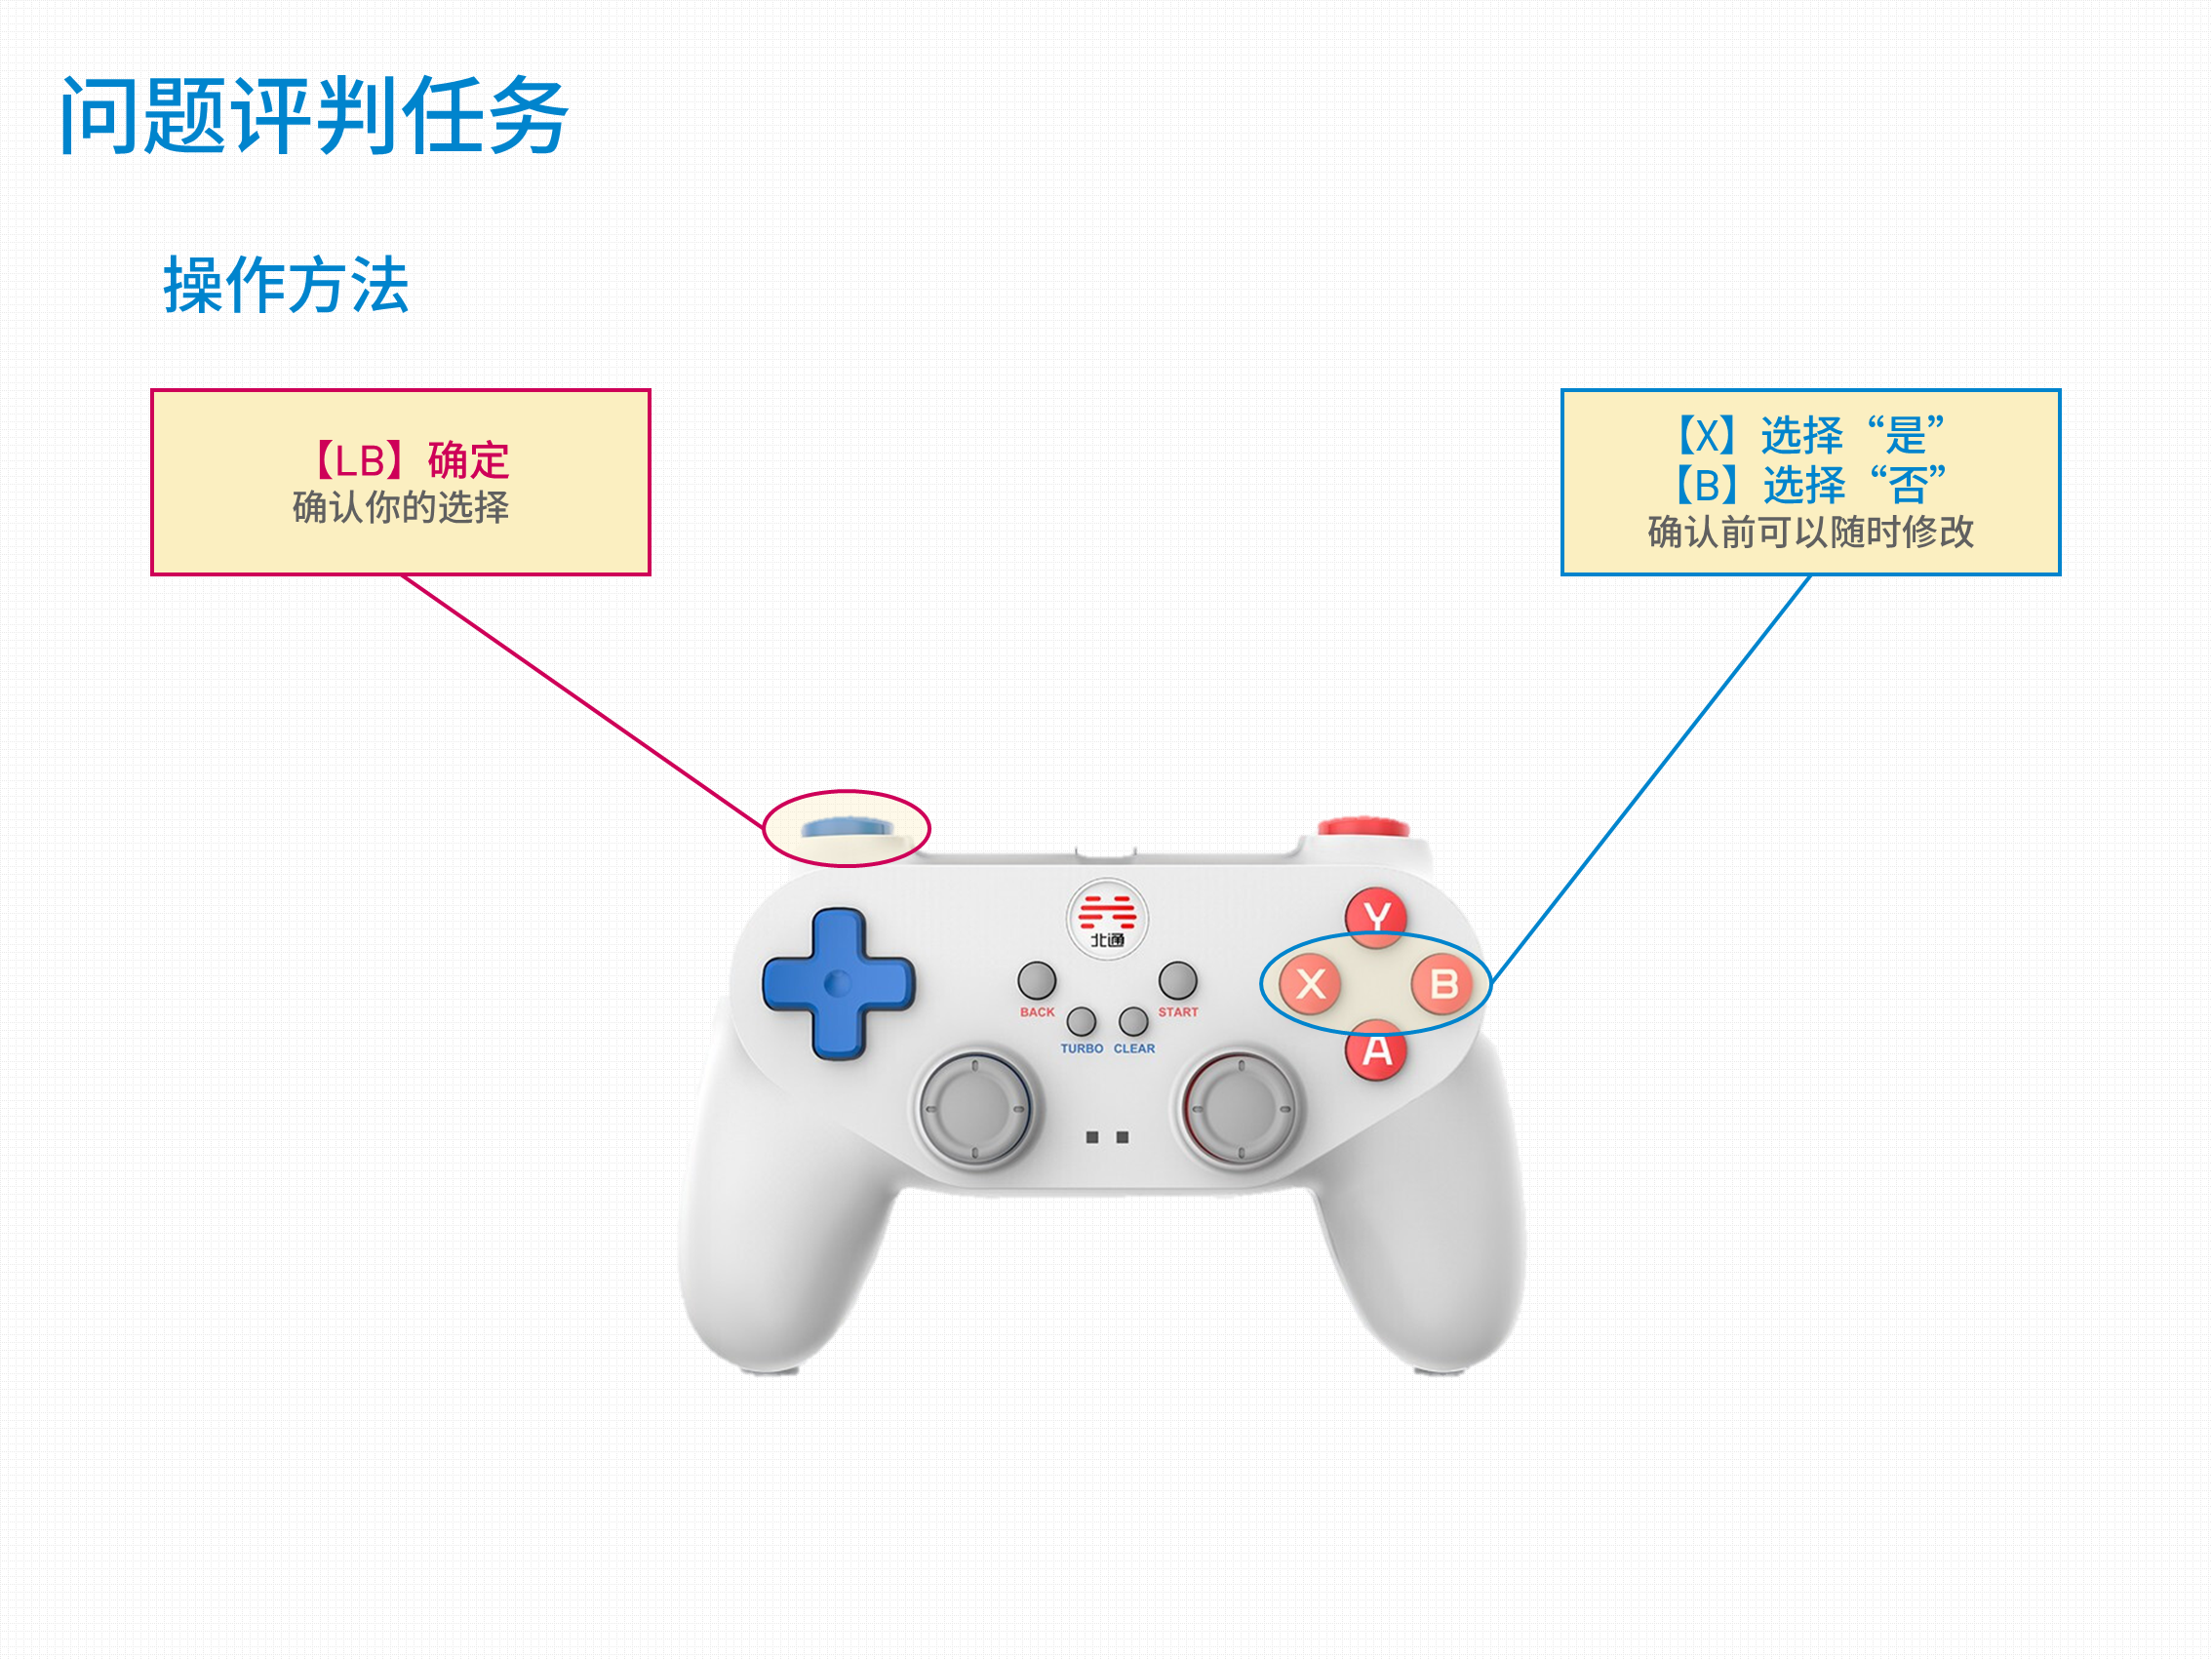 问题评判任务
操作方法
【LB】确定
确认你的选择
【X】选择“是”
【B】选择“否”
确认前可以随时修改
北通
Y
X
B
A
BACK
START
TURBO
CLEAR